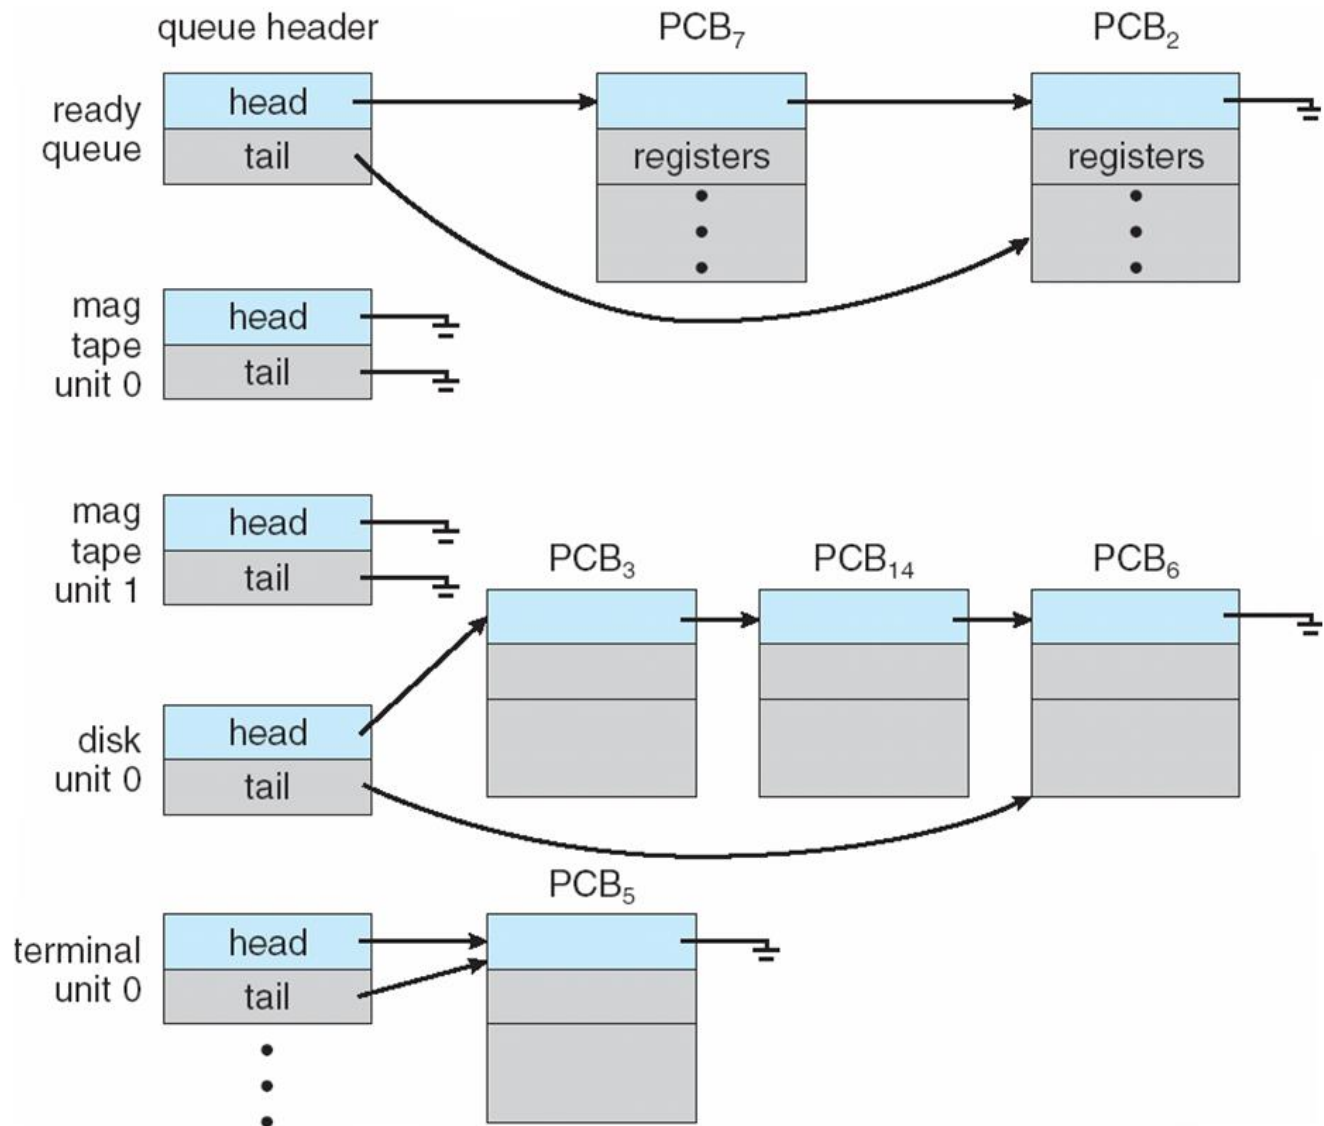 queue header
PCB₇
PCB₂
ready
queue
head
tail
registers
registers
mag
tape
unit 0
head
tail
mag
tape
unit 1
head
tail
PCB₃
PCB₁₄
PCB₆
disk
unit 0
head
tail
PCB₅
terminal
unit 0
head
tail